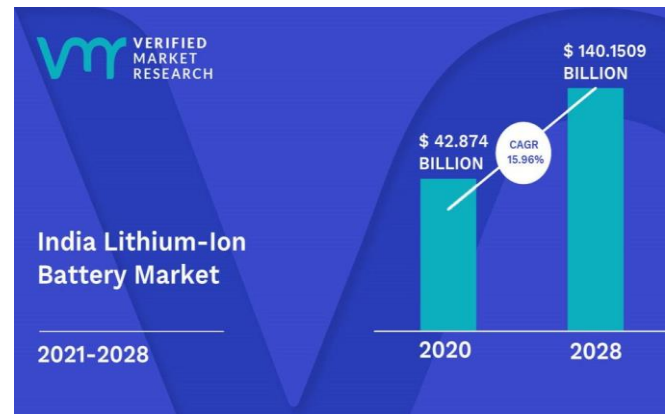 VMR VERIFIED
MARKET
RESEARCH
India Lithium-Ion
Battery Market
2021-2028
$ 42.874
BILLION
CAGR
15.96%
$ 140.1509
BILLION
2020
2028